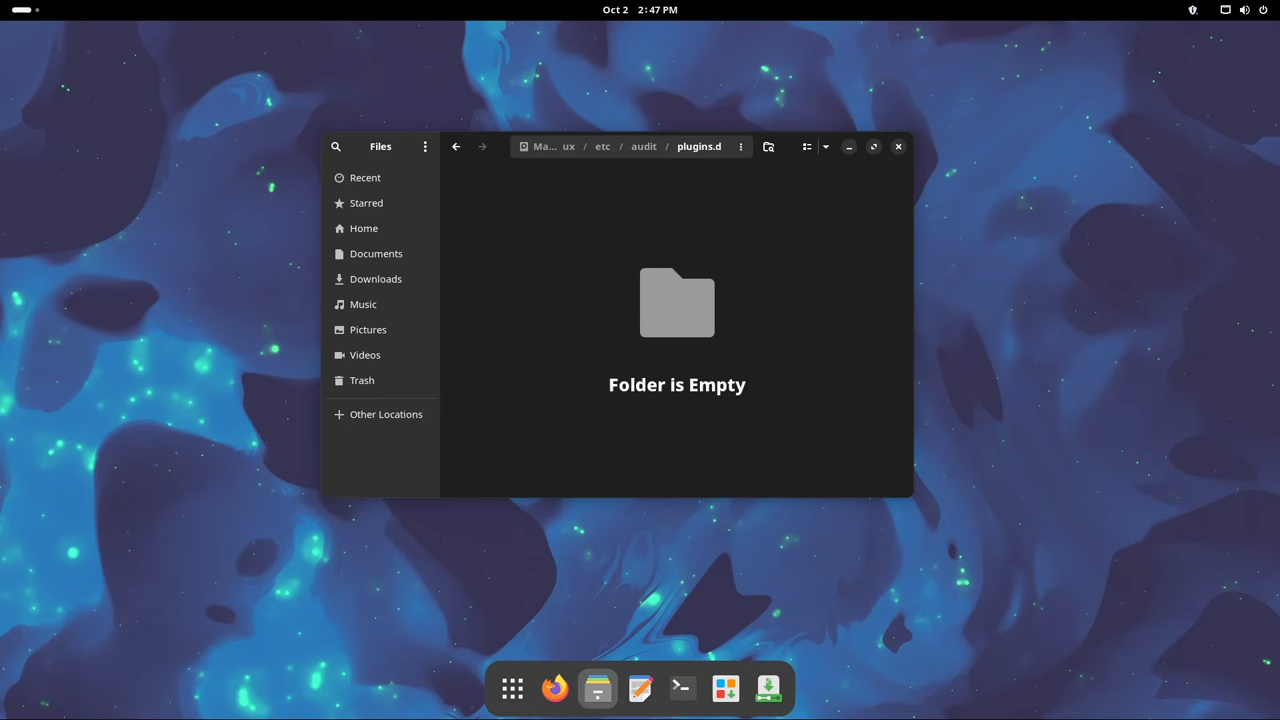 Oct 2 2:47 PM
Files
Ma... ux / etc / audit / plugins.d
Recent
Starred
Home
Documents
Downloads
Music
Pictures
Videos
Trash
Other Locations
Folder is Empty